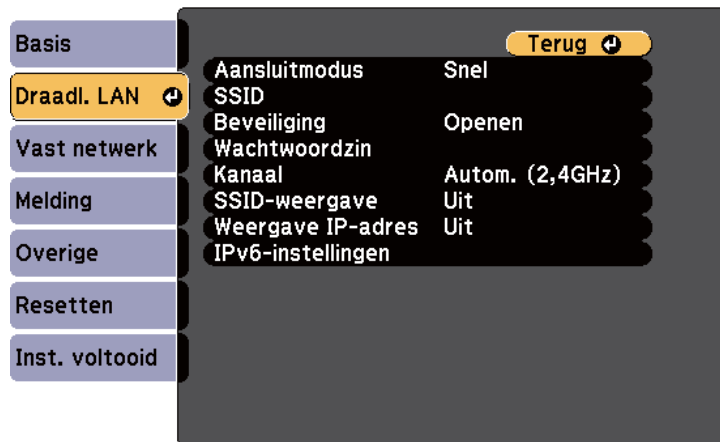 Basis
Draadl. LAN
Vast netwerk
Melding
Overige
Resetten
Inst. voltooid
Terug
Aansluitmodus Snel
SSID
Beveiliging Openen
Wachtwoordzin
Kanaal Autom. (2,4GHz)
SSID-weergave Uit
Weergave IP-adres Uit
IPv6-instellingen